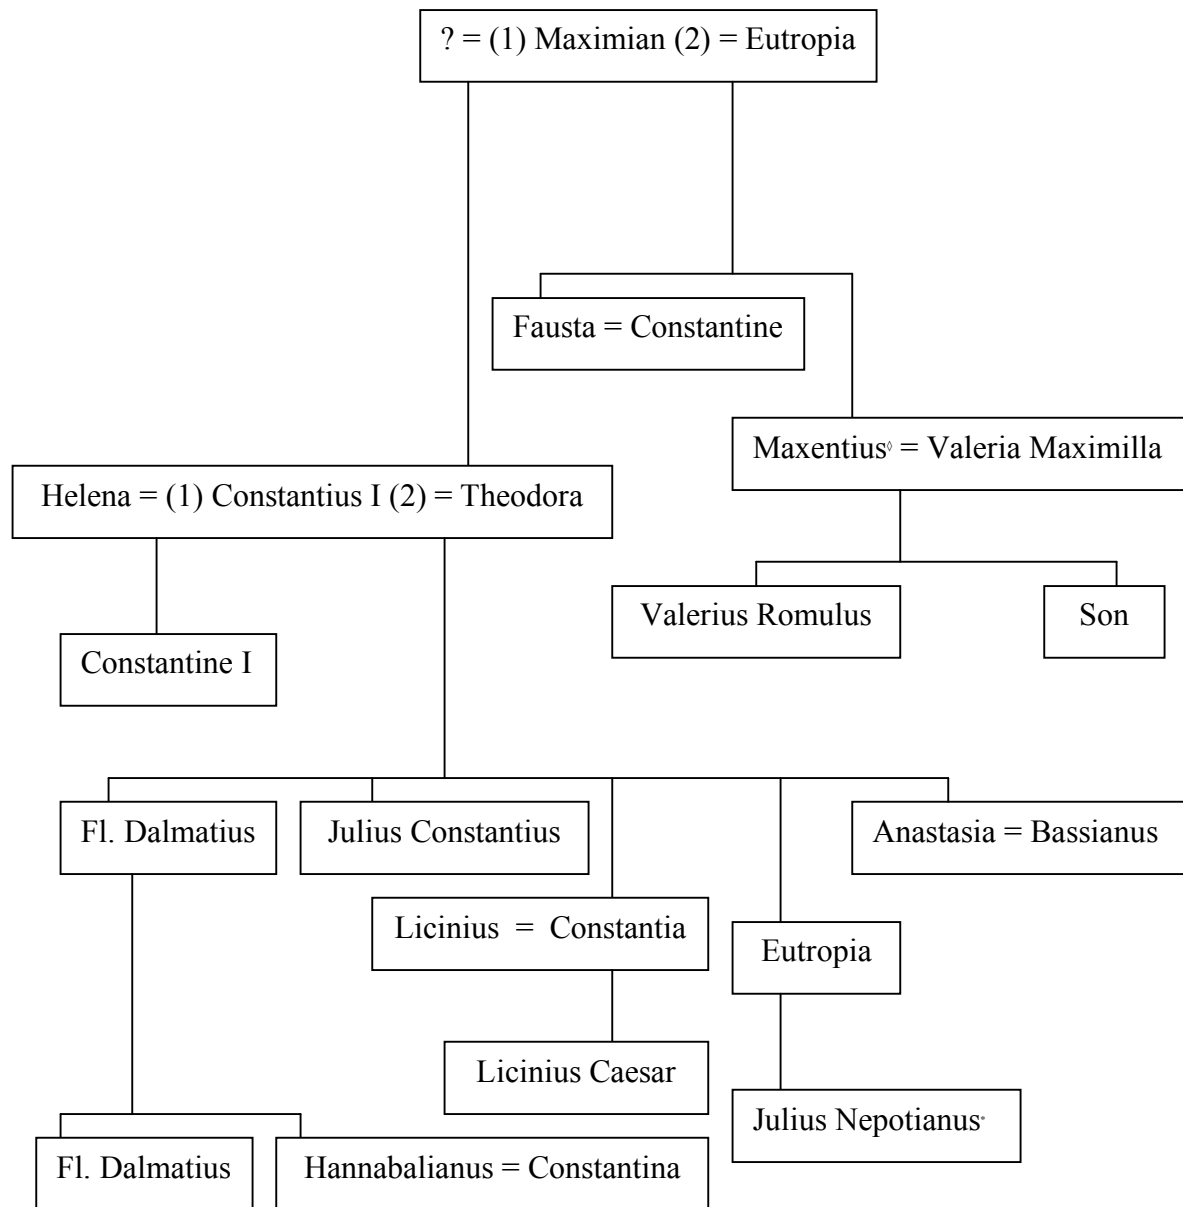 ? = (1) Maximian (2) = Eutropia
Fausta = Constantine
Maxentius◊ = Valeria Maximilla
Helena = (1) Constantius I (2) = Theodora
Valerius Romulus
Son
Constantine I
Fl. Dalmatius
Julius Constantius
Anastasia = Bassianus
Licinius = Constantia
Eutropia
Licinius Caesar
Julius Nepotianus*
Fl. Dalmatius
Hannabalianus = Constantina